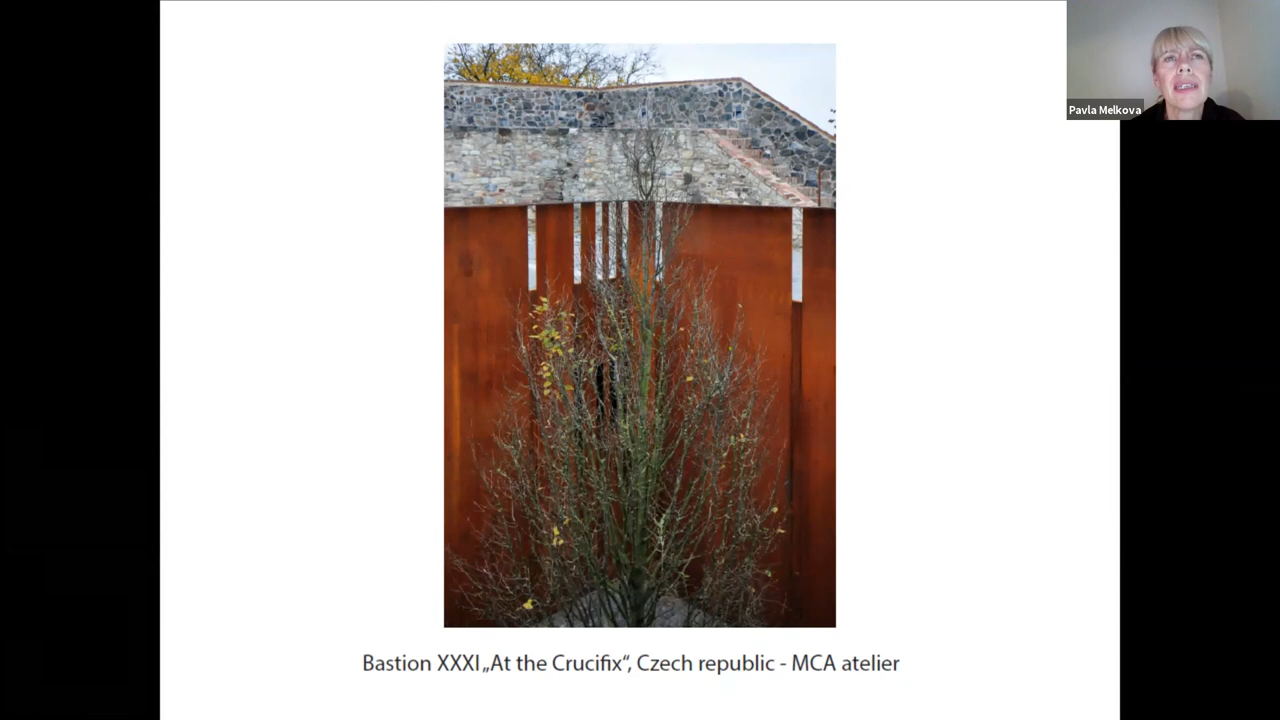 Pavla Melkova
Bastion XXXI „At the Crucifix“, Czech republic - MCA atelier